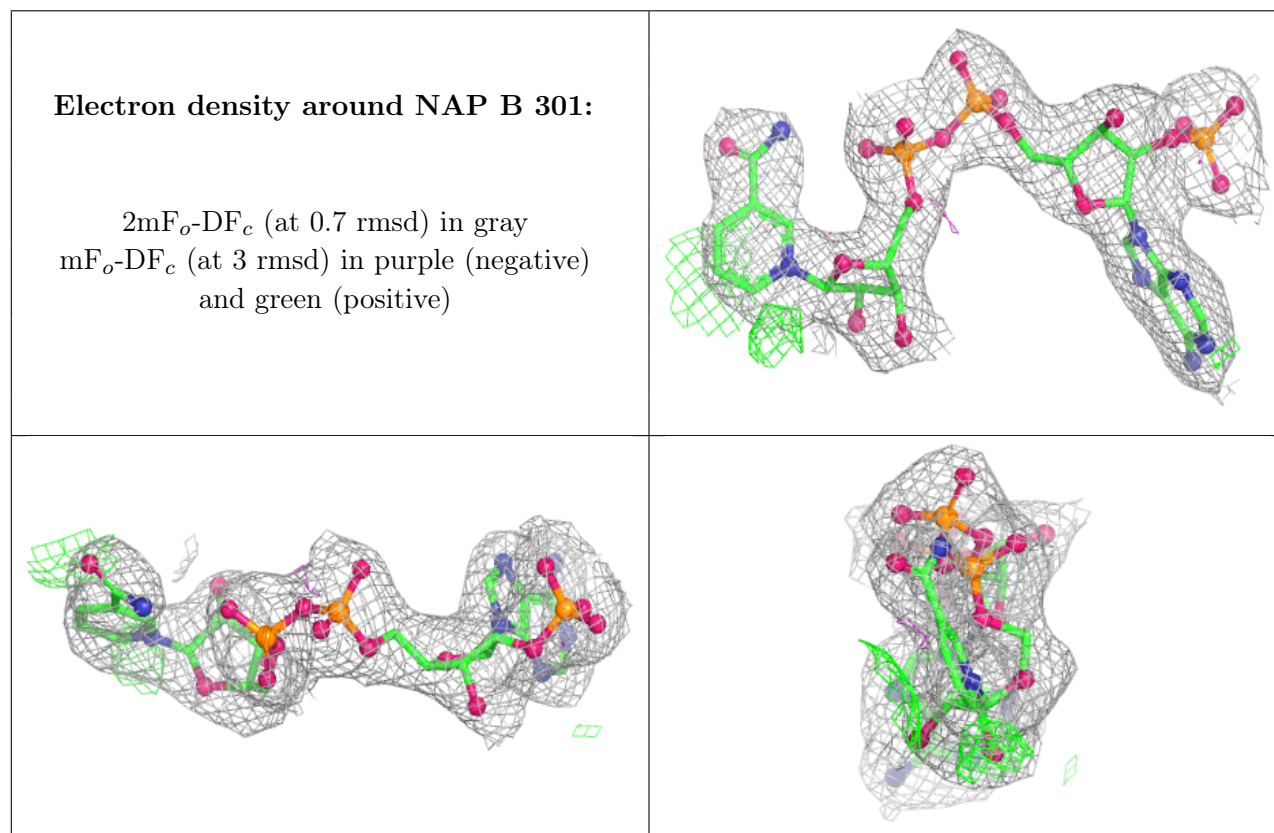 Electron density around NAP B 301:
2mFₒ-DF𝒸 (at 0.7 rmsd) in gray
mFₒ-DF𝒸 (at 3 rmsd) in purple (negative)
and green (positive)